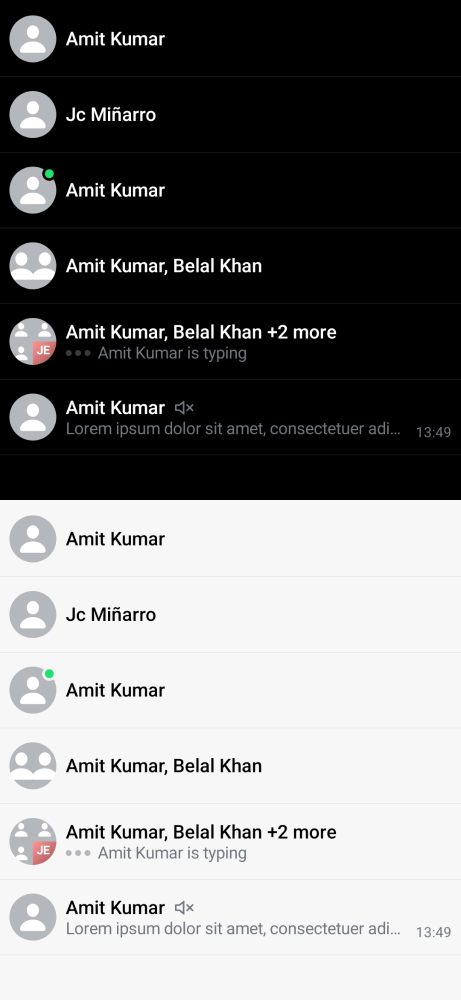 Amit Kumar
Jc Miñarro
Amit Kumar
Amit Kumar, Belal Khan
Amit Kumar, Belal Khan +2 more
JE
Amit Kumar is typing
Amit Kumar
Lorem ipsum dolor sit amet, consectetuer adi... 13:49
Amit Kumar
Jc Miñarro
Amit Kumar
Amit Kumar, Belal Khan
Amit Kumar, Belal Khan +2 more
JE
Amit Kumar is typing
Amit Kumar
Lorem ipsum dolor sit amet, consectetuer adi... 13:49